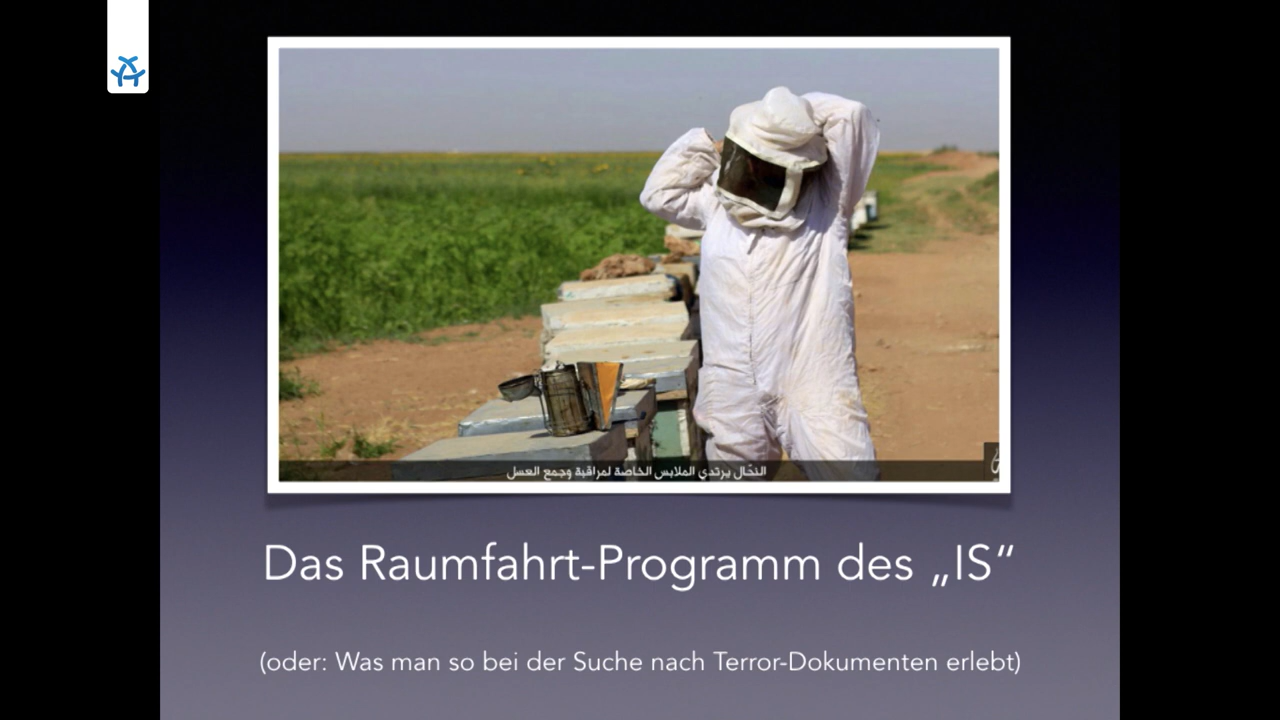 النحّال يرتدي الملابس الخاصة لمراقبة وجمع العسل
Das Raumfahrt-Programm des „IS“
(oder: Was man so bei der Suche nach Terror-Dokumenten erlebt)